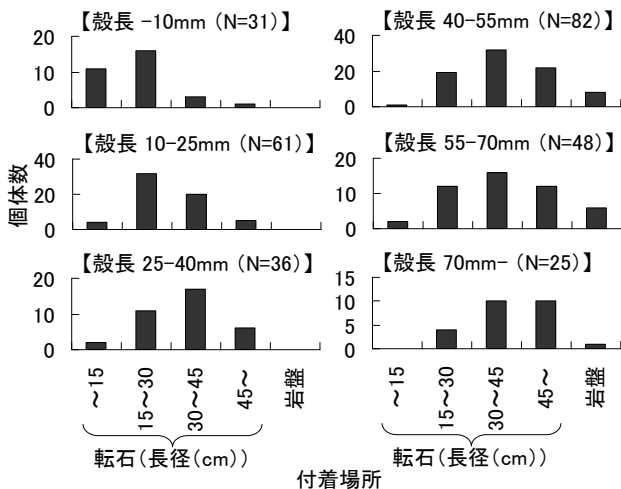 【殻長 -10mm (N=31)】
20
10
0
【殻長 10-25mm (N=61)】
40
20
0
【殻長 25-40mm (N=36)】
20
10
0
～15
15～30
30～45
45～
岩盤
転石(長径(cm))
【殻長 40-55mm (N=82)】
40
20
0
【殻長 55-70mm (N=48)】
20
10
0
【殻長 70mm- (N=25)】
15
10
5
0
～15
15～30
30～45
45～
岩盤
転石(長径(cm))
個体数
付着場所